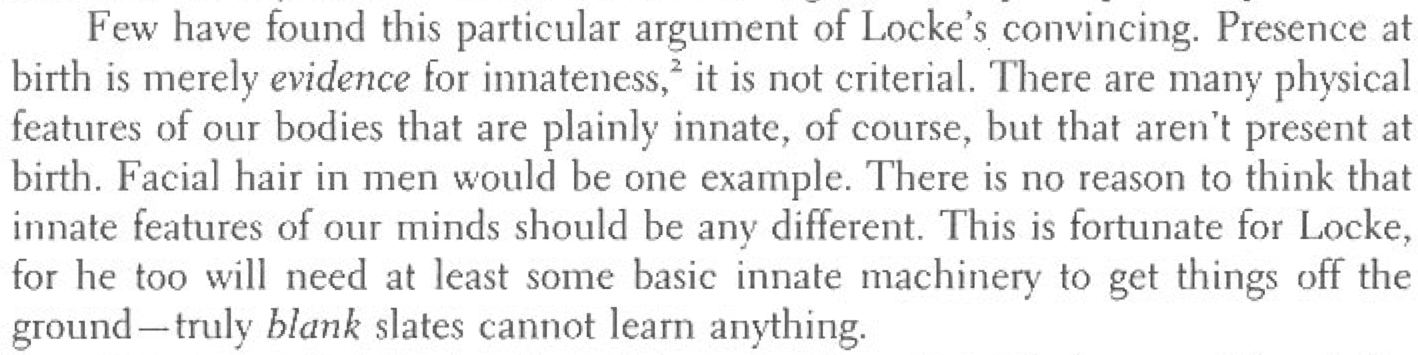 Few have found this particular argument of Locke's convincing. Presence at
birth is merely evidence for innateness,² it is not criterial. There are many physical
features of our bodies that are plainly innate, of course, but that aren't present at
birth. Facial hair in men would be one example. There is no reason to think that
innate features of our minds should be any different. This is fortunate for Locke,
for he too will need at least some basic innate machinery to get things off the
ground—truly blank slates cannot learn anything.